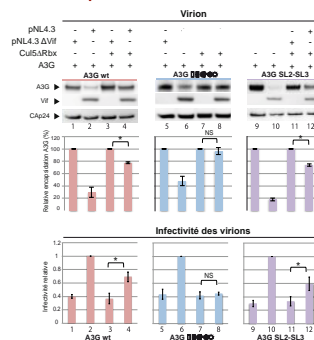 Virion
pNL4.3 - + - + - + - + - + - +
pNL4.3 ΔVif + - + - + - + - + - + -
Cul5ΔRbx - - + + - - + + - - + +
A3G + + + + + + + + + + + +
A3G wt A3G A3G SL2-SL3
A3G
Vif
CAp24
1 2 3 4 5 6 7 8 9 10 11 12
Relative encapsidation A3G (%)
120
100
80
60
40
20
0
* NS *
Infectivité des virions
Infectivité relative
1.2
1
0.8
0.6
0.4
0.2
0
* NS *
1 2 3 4 5 6 7 8 9 10 11 12
A3G wt A3G A3G SL2-SL3